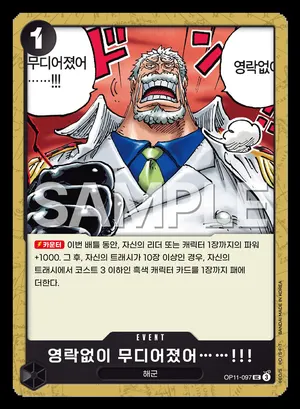 1
무디어졌어
……!!!
영락없이
SAMPLE
카운터 이번 배틀 동안, 자신의 리더 또는 캐릭터 1장까지의 파워
+1000. 그 후, 자신의 트래시가 10장 이상인 경우, 자신의
트래시에서 코스트 3 이하인 흑색 캐릭터 카드를 1장까지 패에
더한다.
EVENT
영락없이 무디어졌어……!!!
해군
OP11-097 UC 3